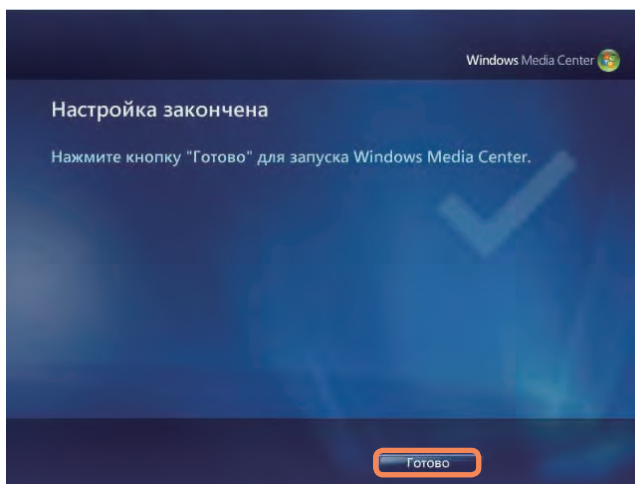 Windows Media Center
Настройка закончена
Нажмите кнопку "Готово" для запуска Windows Media Center.
Готово